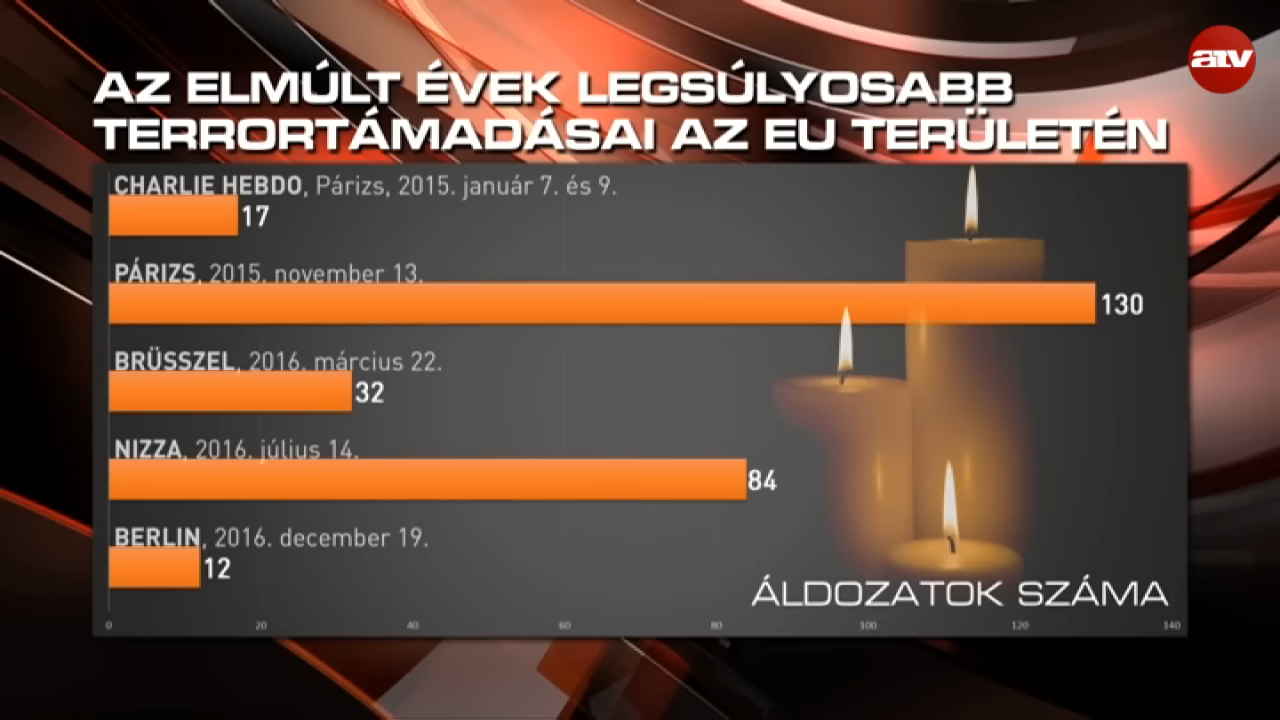 atv
AZ ELMÚLT ÉVEK LEGSÚLYOSABB
TERRORTÁMADÁSAI AZ EU TERÜLETÉN
CHARLIE HEBDO, Párizs, 2015. január 7. és 9.
17
PÁRIZS, 2015. november 13.
130
BRÜSSZEL, 2016. március 22.
32
NIZZA, 2016. július 14.
84
BERLIN, 2016. december 19.
12
ÁLDOZATOK SZÁMA
0 20 40 60 80 100 120 140